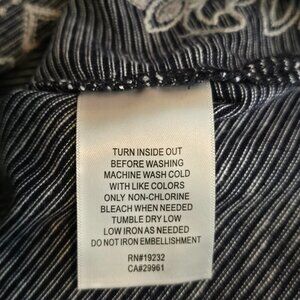 TURN INSIDE OUT
BEFORE WASHING
MACHINE WASH COLD
WITH LIKE COLORS
ONLY NON-CHLORINE
BLEACH WHEN NEEDED
TUMBLE DRY LOW
LOW IRON AS NEEDED
DO NOT IRON EMBELLISHMENT
RN#19232
CA#29961